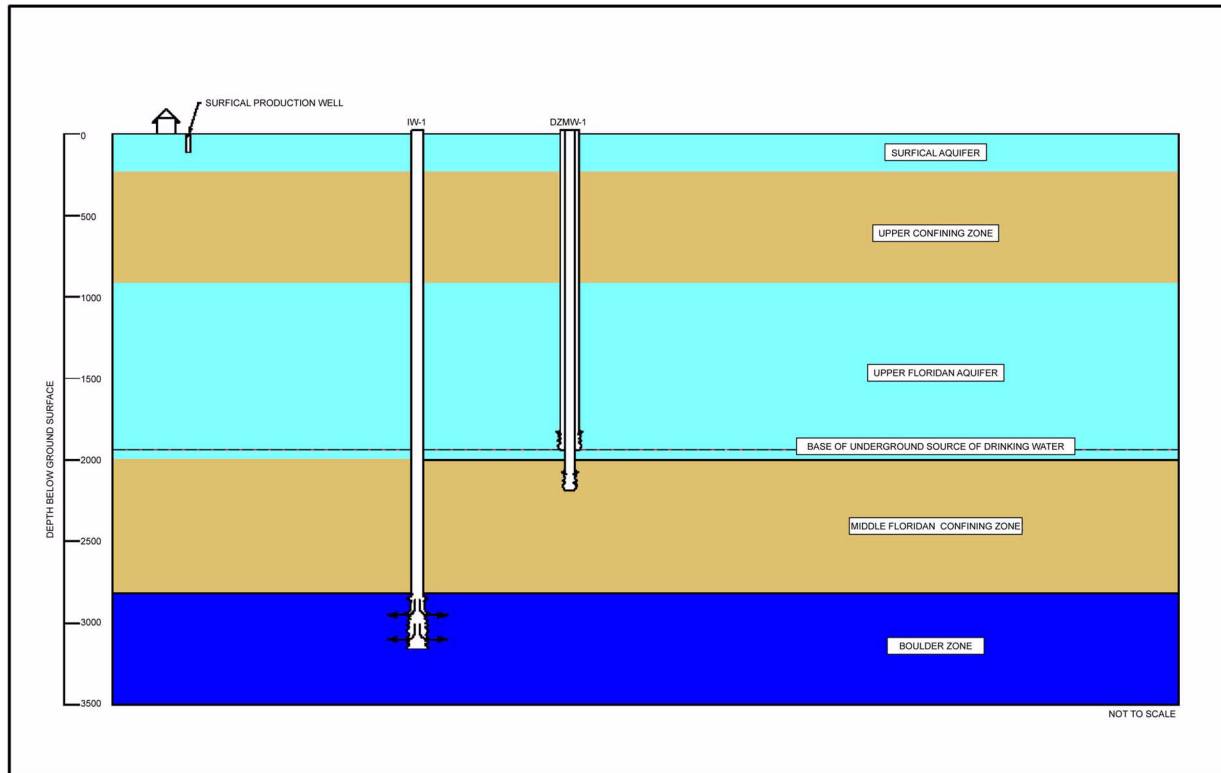 SURFICAL PRODUCTION WELL
IW-1
DZMW-1
0
SURFICAL AQUIFER
500
UPPER CONFINING ZONE
1000
UPPER FLORIDAN AQUIFER
1500
BASE OF UNDERGROUND SOURCE OF DRINKING WATER
2000
MIDDLE FLORIDAN CONFINING ZONE
2500
DEPTH BELOW GROUND SURFACE
3000
BOULDER ZONE
3500
NOT TO SCALE